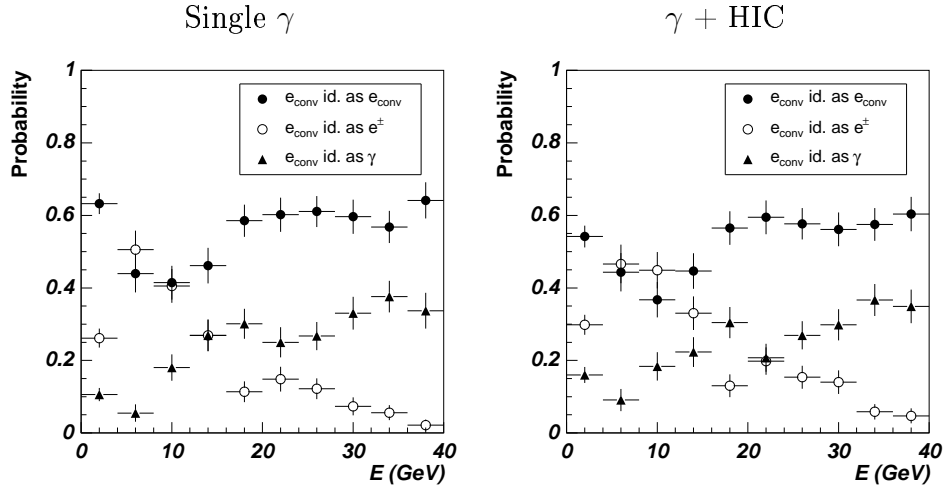 Single γ
Probability
1
0.8
0.6
0.4
0.2
0
e_conv id. as e_conv
e_conv id. as e^±
e_conv id. as γ
0 10 20 30 40
E (GeV)
γ + HIC
Probability
1
0.8
0.6
0.4
0.2
0
e_conv id. as e_conv
e_conv id. as e^±
e_conv id. as γ
0 10 20 30 40
E (GeV)